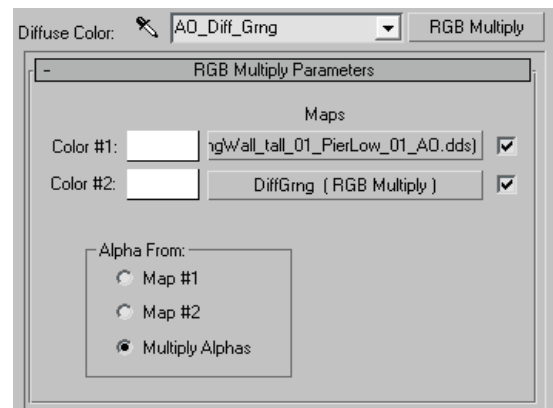 Diffuse Color: AO_Diff_Grng RGB Multiply
- RGB Multiply Parameters
Maps
Color #1: ngWall_tall_01_PierLow_01_AO.dds)
Color #2: DiffGrng ( RGB Multiply )
Alpha From:
Map #1
Map #2
Multiply Alphas